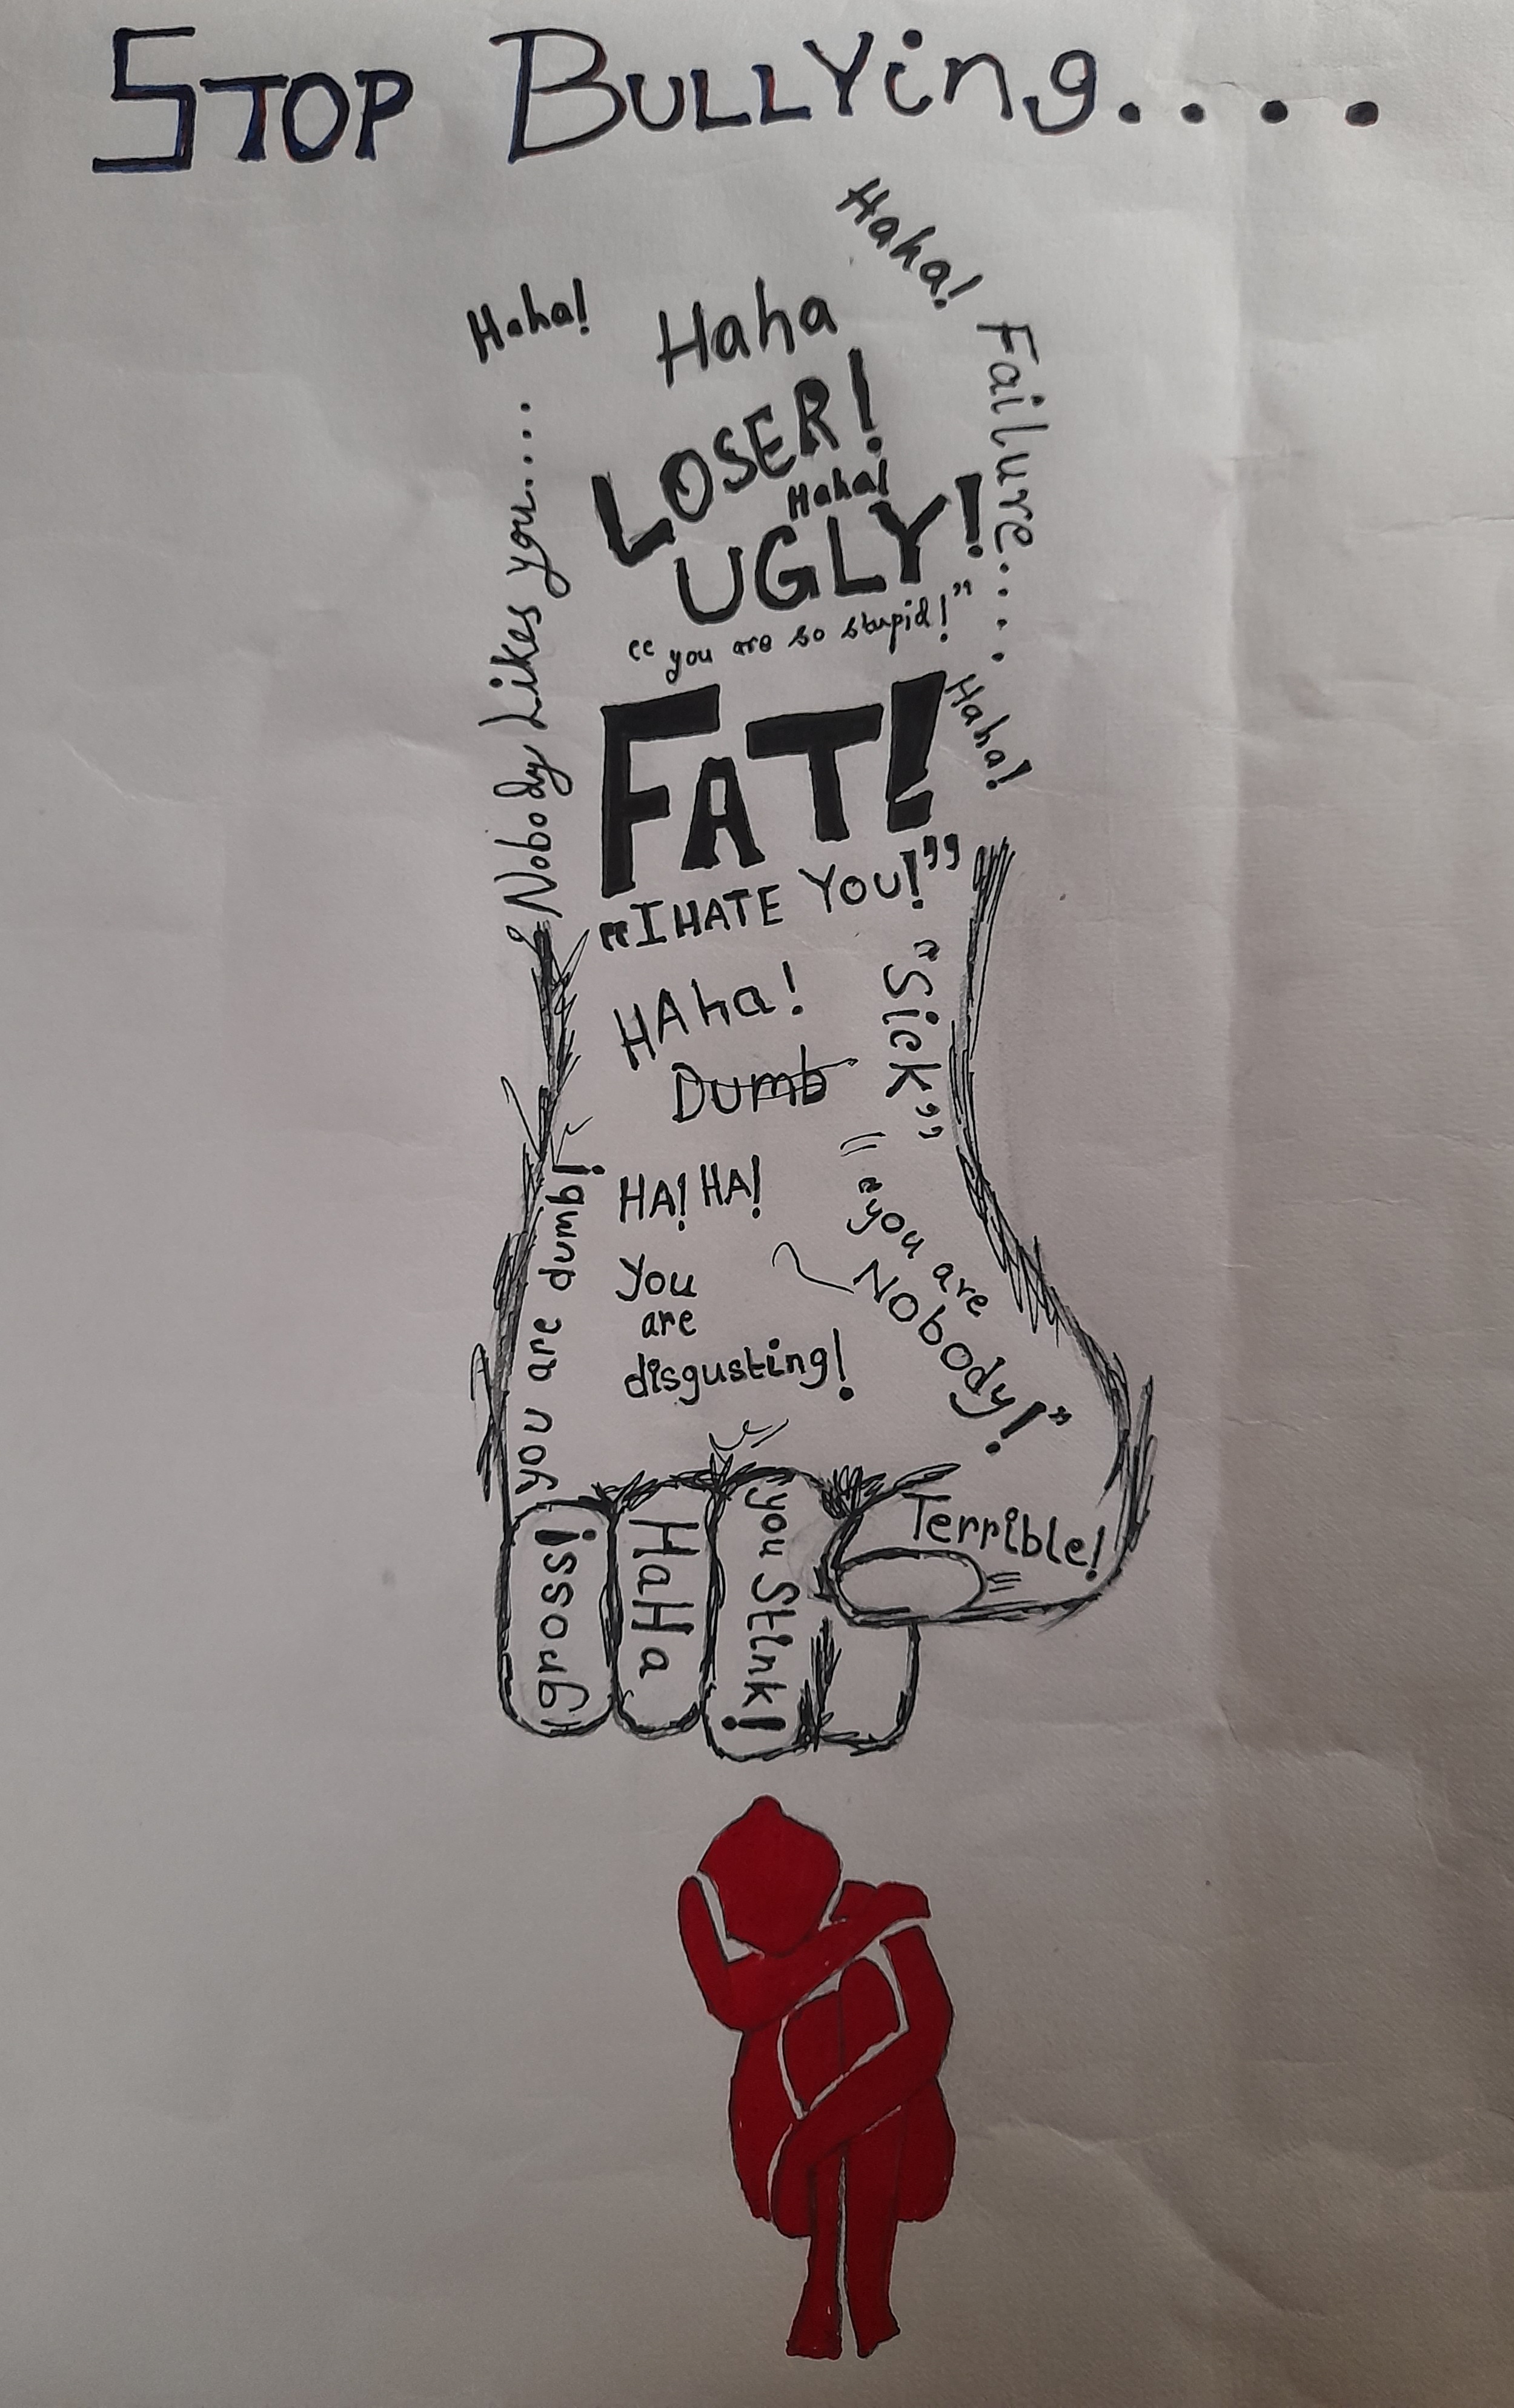 STOP BULLYing....
Haha!
Haha!
Haha
Failure.....
LOSER!
Haha!
UGLY!
"you are so stupid!"
Nobody Likes you....
FAT!
Haha!
"I HATE YOU!"
"Sick"
HAha!
Dumb
HA! HA!
you are dumb!
"you are
Nobody!"
You
are
disgusting!
Terrible!
gross!
HaHa
you Stink!